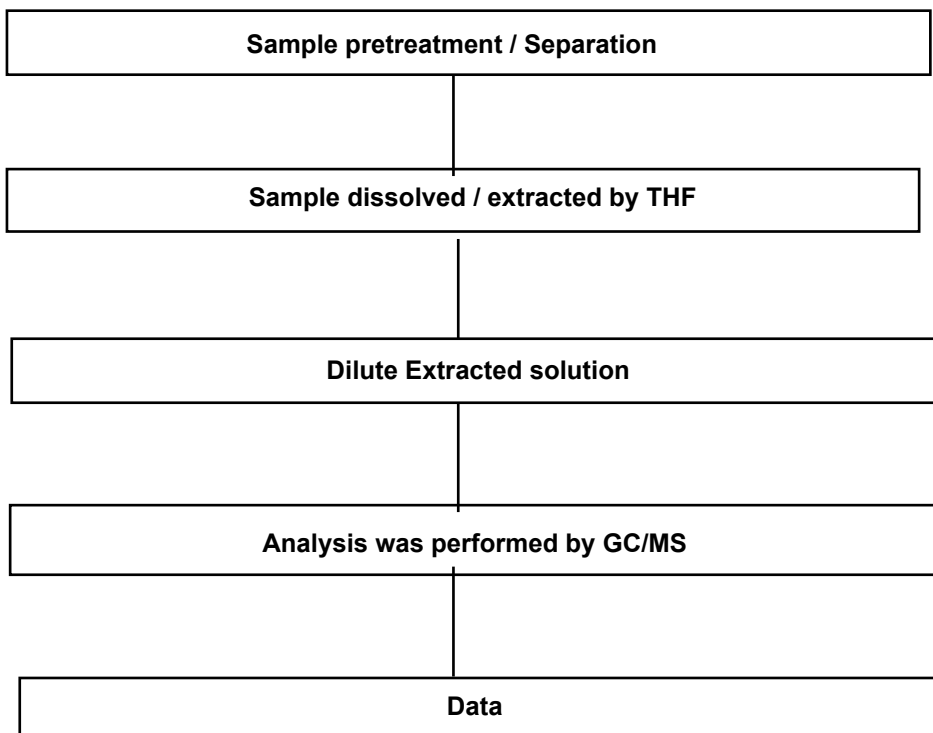 Sample pretreatment / Separation
Sample dissolved / extracted by THF
Dilute Extracted solution
Analysis was performed by GC/MS
Data